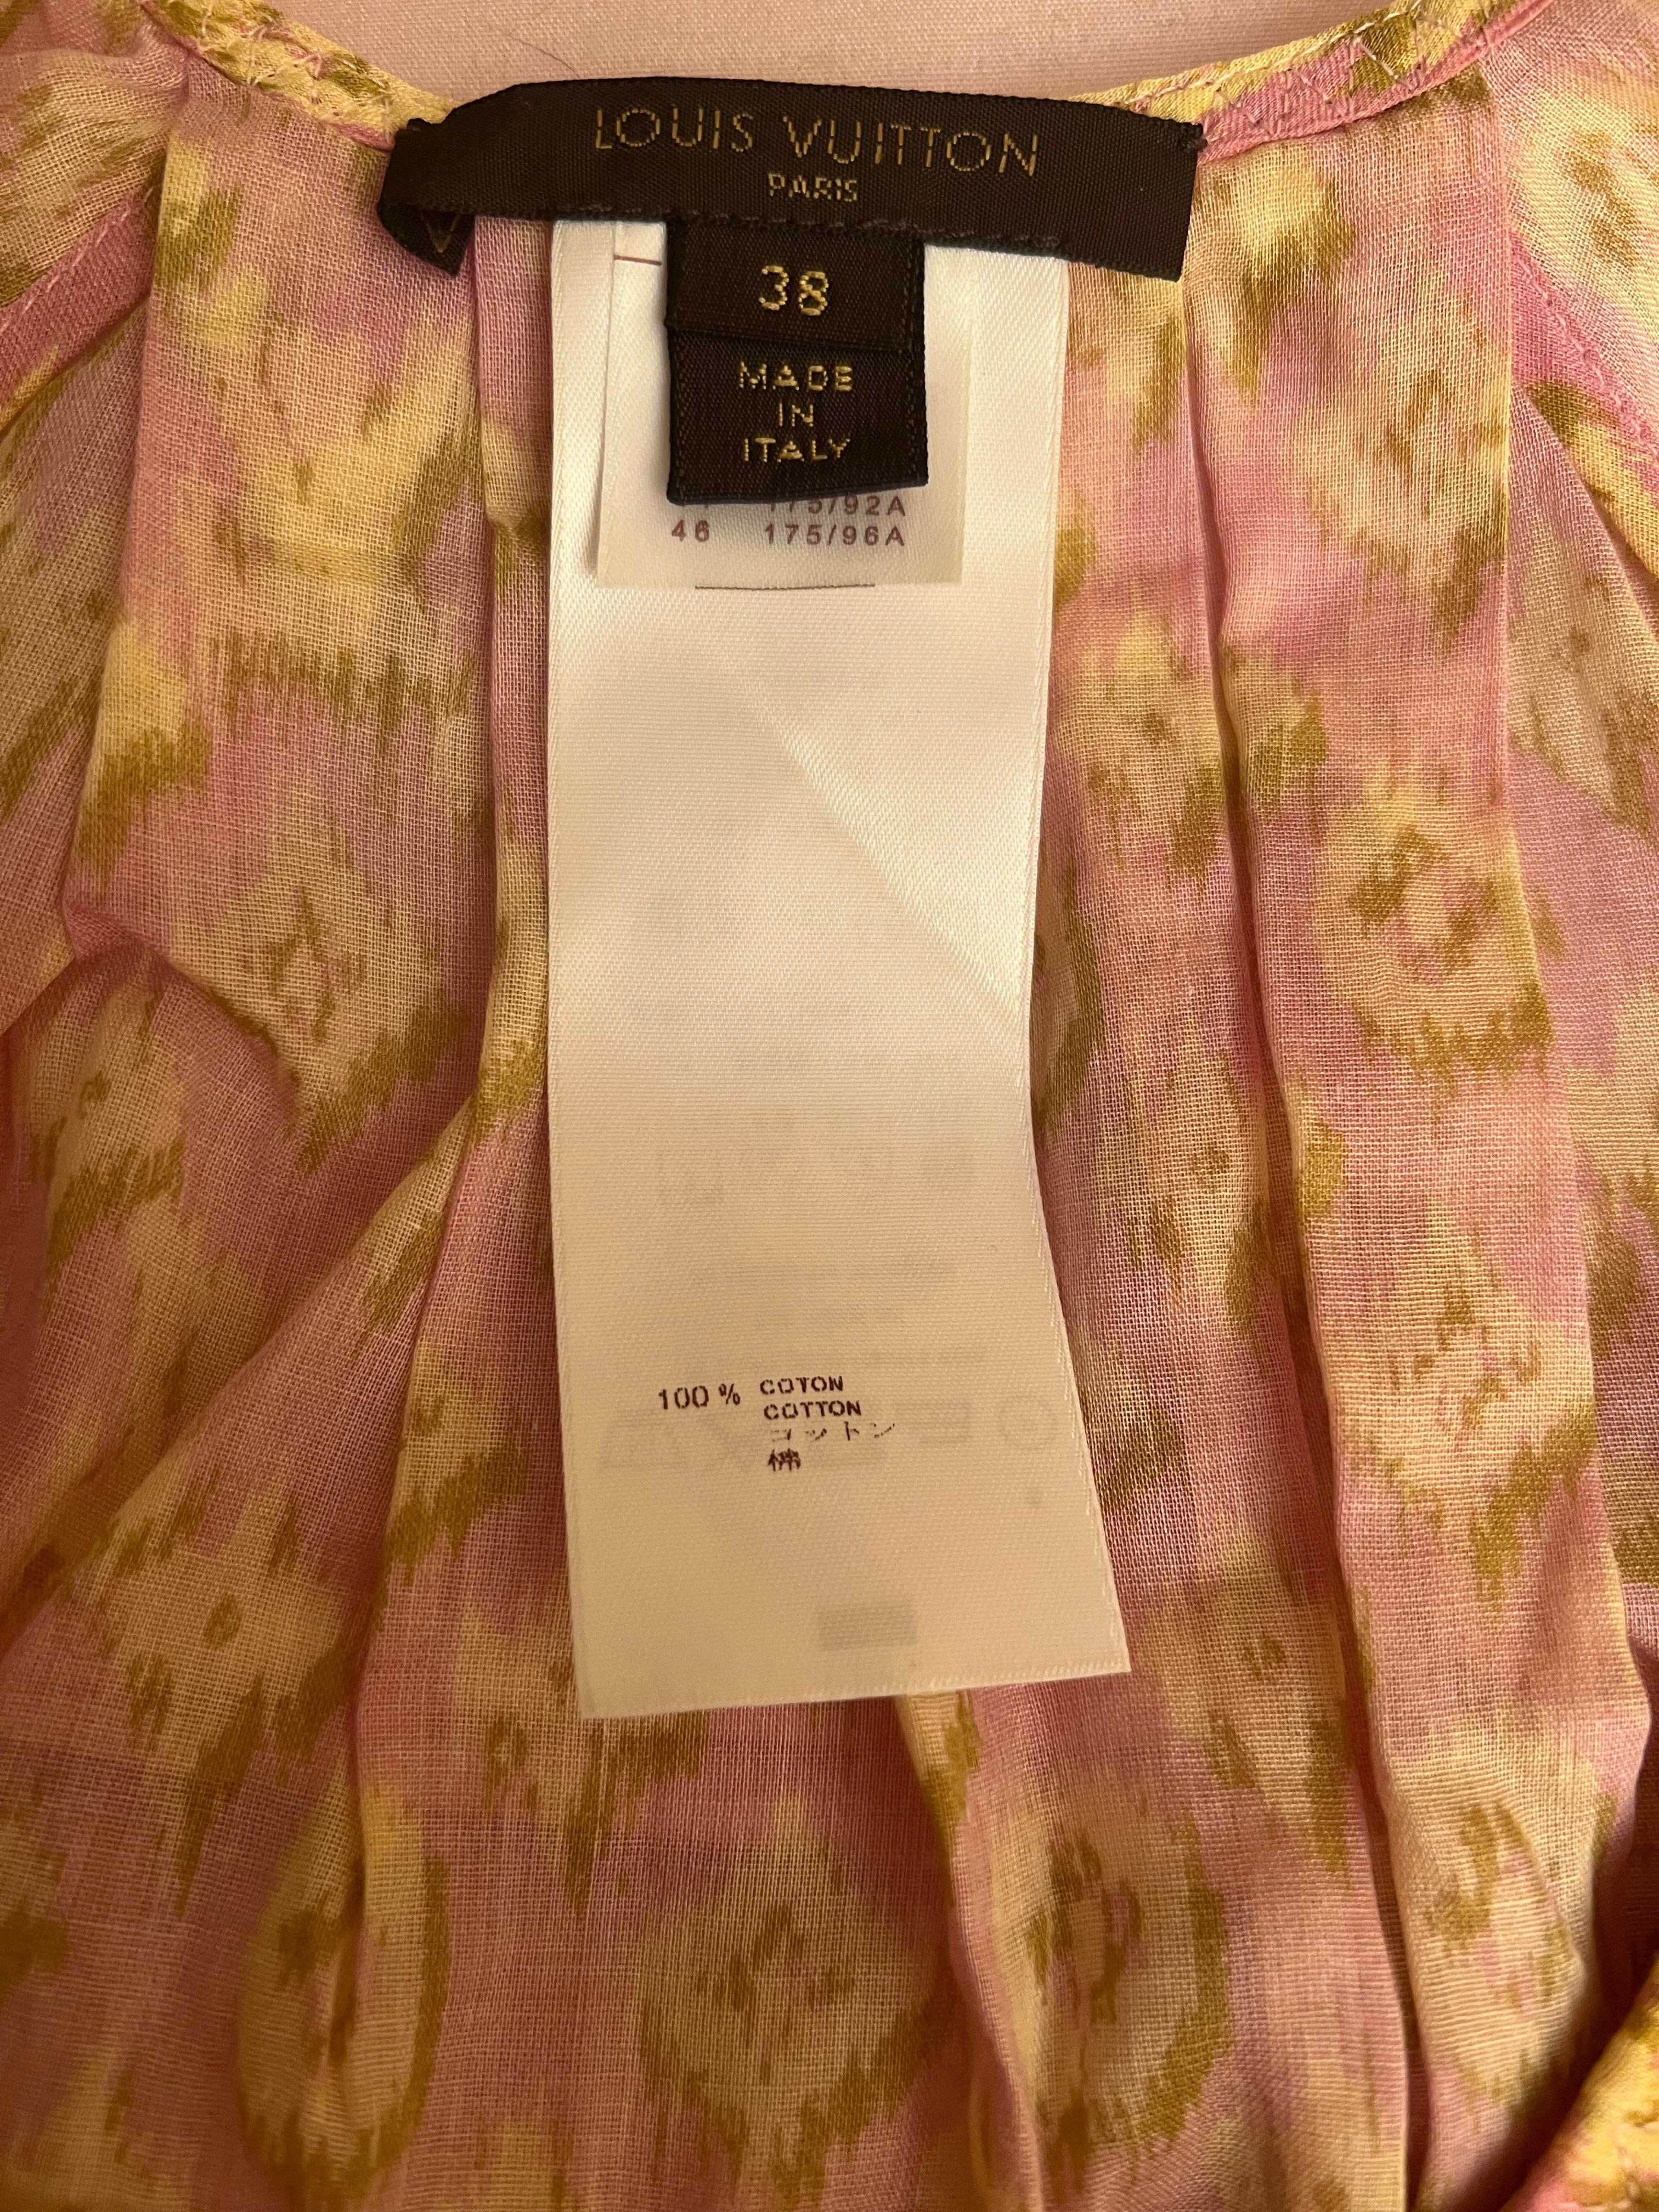 LOUIS VUITTON
PARIS
38
MADE
IN
ITALY
175/92A
46 175/96A
100 % COTON
COTTON
コットン
棉